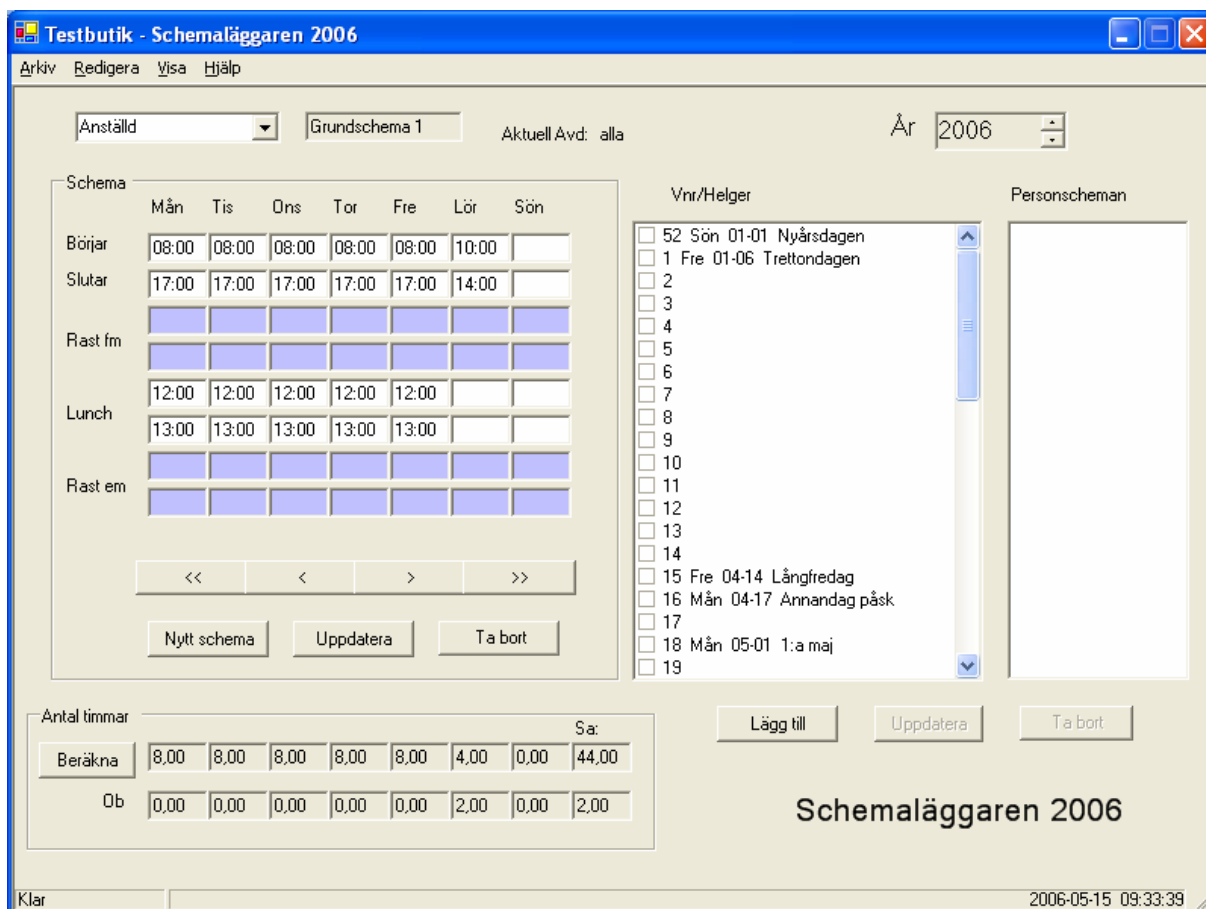 Testbutik - Schemaläggaren 2006
Arkiv Redigera Visa Hjälp
Anställd Grundschema 1 Aktuell Avd: alla År 2006
Schema
Mån Tis Ons Tor Fre Lör Sön
Börjar 08:00 08:00 08:00 08:00 08:00 10:00
Slutar 17:00 17:00 17:00 17:00 17:00 14:00
Rast fm
Lunch
12:00 12:00 12:00 12:00 12:00
13:00 13:00 13:00 13:00 13:00
Rast em
<< < > >>
Nytt schema Uppdatera Ta bort
Vnr/Helger
52 Sön 01-01 Nyårsdagen
1 Fre 01-06 Trettondagen
2
3
4
5
6
7
8
9
10
11
12
13
14
15 Fre 04-14 Långfredag
16 Mån 04-17 Annandag påsk
17
18 Mån 05-01 1:a maj
19
Personscheman
Lägg till Uppdatera Ta bort
Antal timmar
Sa:
Beräkna 8,00 8,00 8,00 8,00 8,00 4,00 0,00 44,00
Ob 0,00 0,00 0,00 0,00 0,00 2,00 0,00 2,00
Schemaläggaren 2006
Klar 2006-05-15 09:33:39